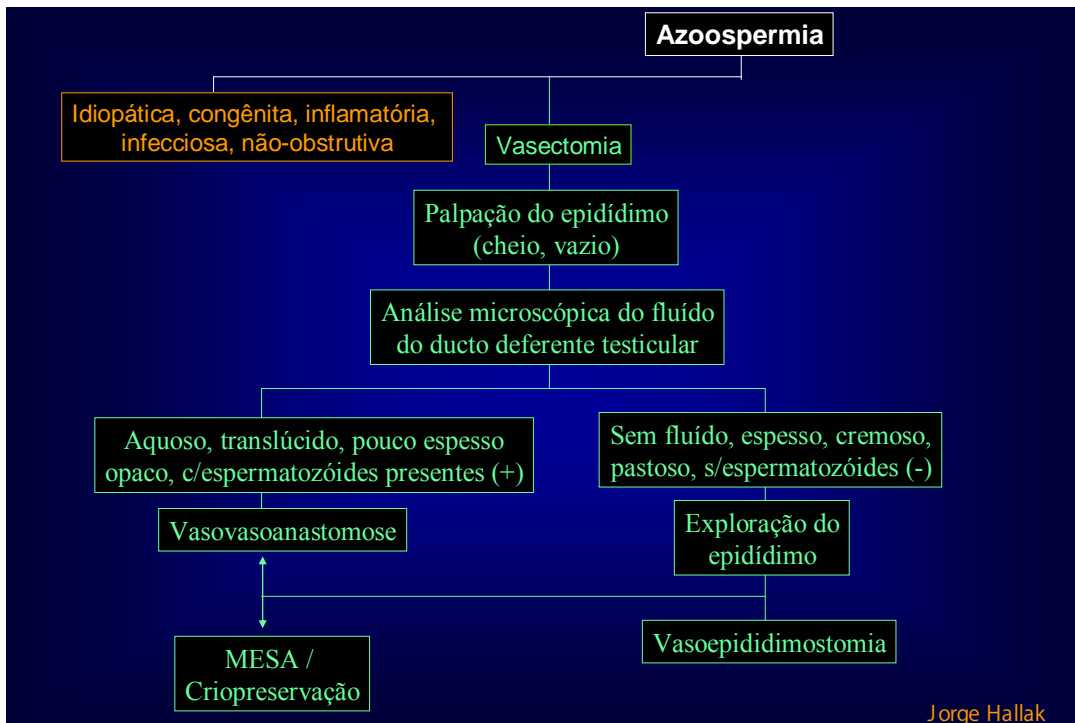 Azoospermia
Idiopática, congênita, inflamatória,
infecciosa, não-obstrutiva
Vasectomia
Palpação do epidídimo
(cheio, vazio)
Análise microscópica do fluído
do ducto deferente testicular
Aquoso, translúcido, pouco espesso
opaco, c/espermatozóides presentes (+)
Sem fluído, espesso, cremoso,
pastoso, s/espermatozóides (-)
Vasovasoanastomose
Exploração do
epidídimo
MESA /
Criopreservação
Vasoepididimostomia
Jorge Hallak